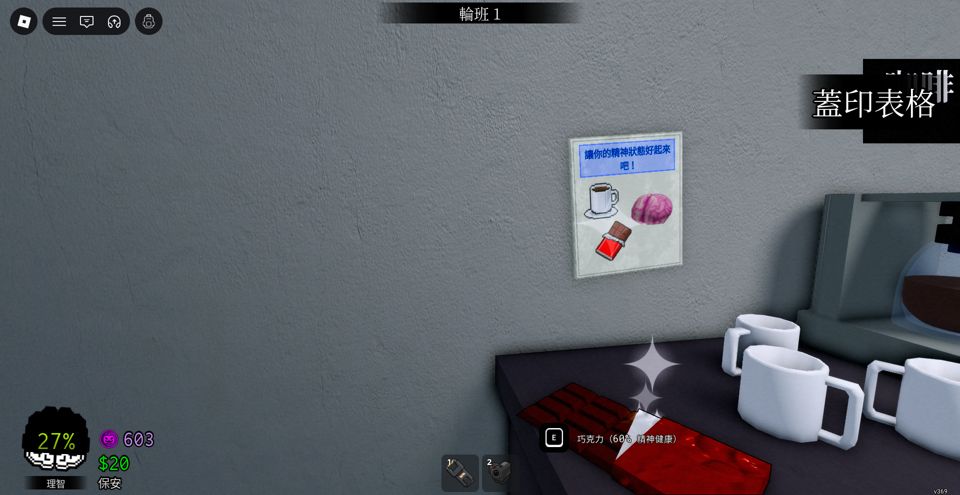 輪班 1
蓋印表格
讓你的精神狀態好起來
吧！
E
巧克力（60% 精神健康）
27%
603
$20
理智
保安
1
2
v369